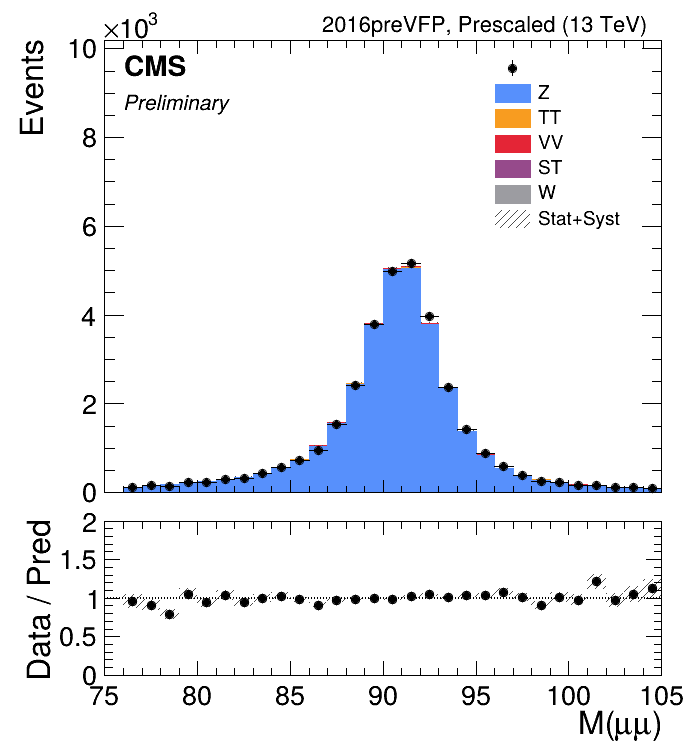 ×10³
2016preVFP, Prescaled (13 TeV)
Events
10
8
6
4
2
0
CMS
Preliminary
Z
TT
VV
ST
W
Stat+Syst
Data / Pred
2
1.5
1
0.5
0
75 80 85 90 95 100 105
M(μμ)